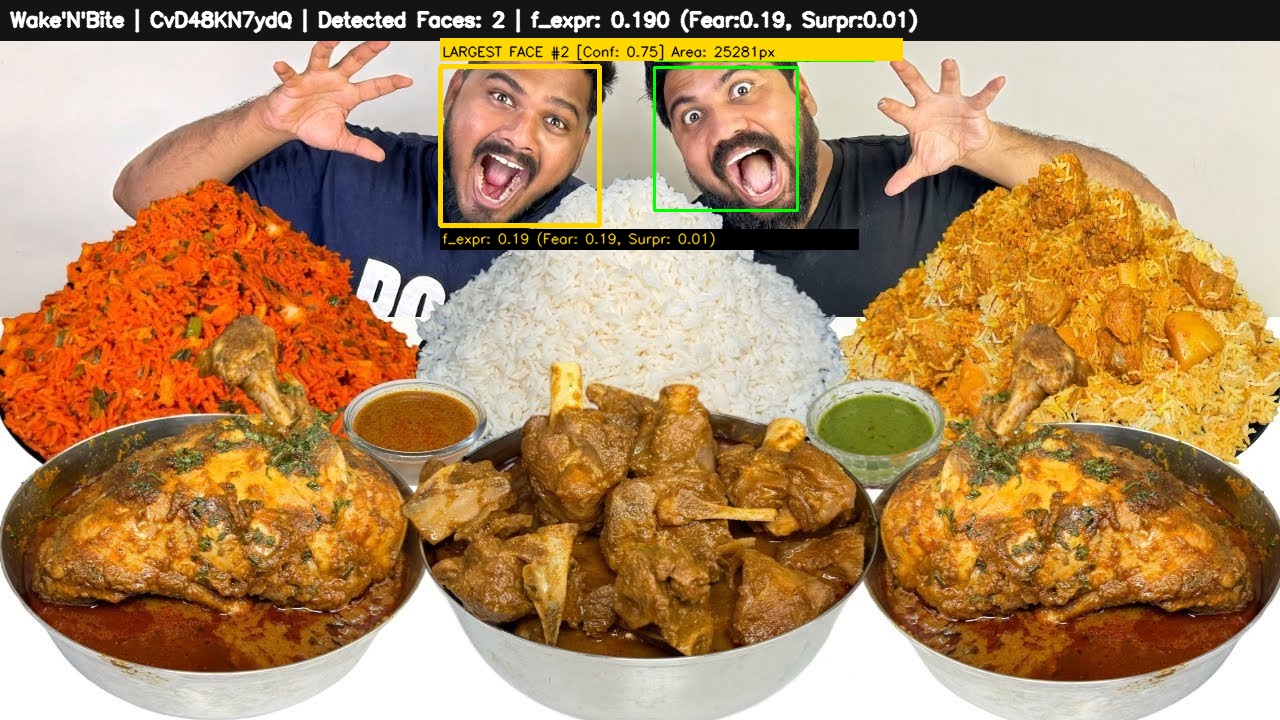 Wake'N'Bite | CvD48KN7ydQ | Detected Faces: 2 | f_expr: 0.190 (Fear:0.19, Surpr:0.01)
LARGEST FACE #2 [Conf: 0.75] Area: 25281px
f_expr: 0.19 (Fear: 0.19, Surpr: 0.01)